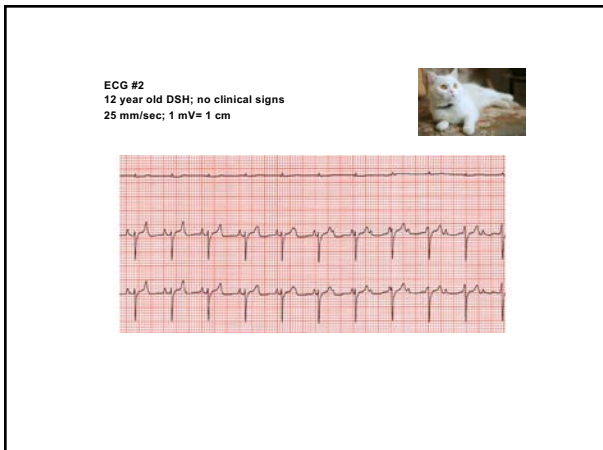 ECG #2
12 year old DSH; no clinical signs
25 mm/sec; 1 mV= 1 cm